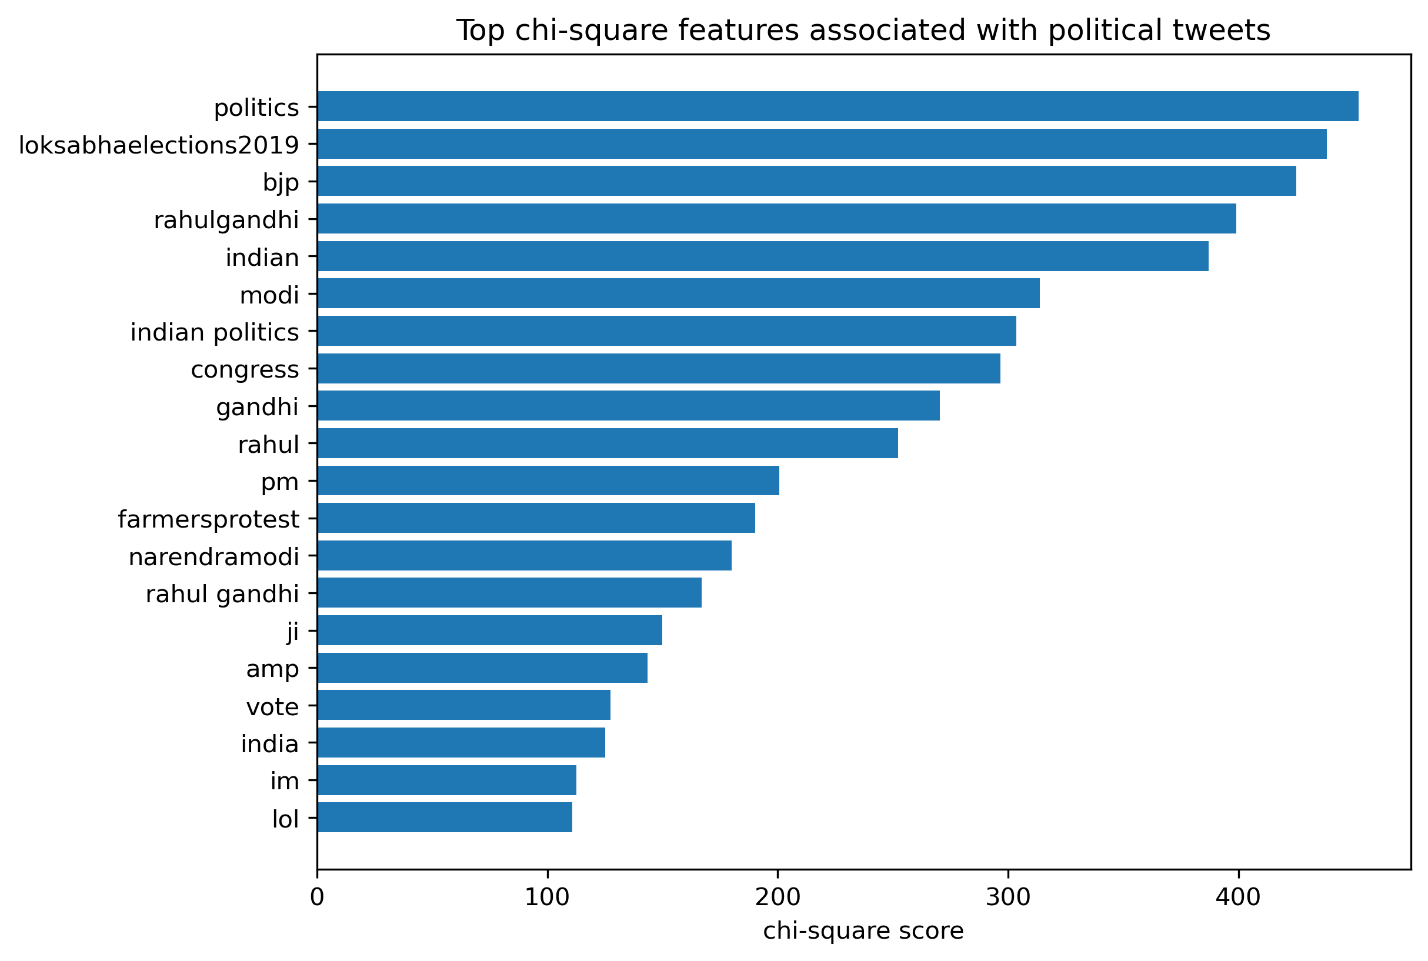 Top chi-square features associated with political tweets
politics
loksabhaelections2019
bjp
rahulgandhi
indian
modi
indian politics
congress
gandhi
rahul
pm
farmersprotest
narendramodi
rahul gandhi
ji
amp
vote
india
im
lol
0 100 200 300 400
chi-square score